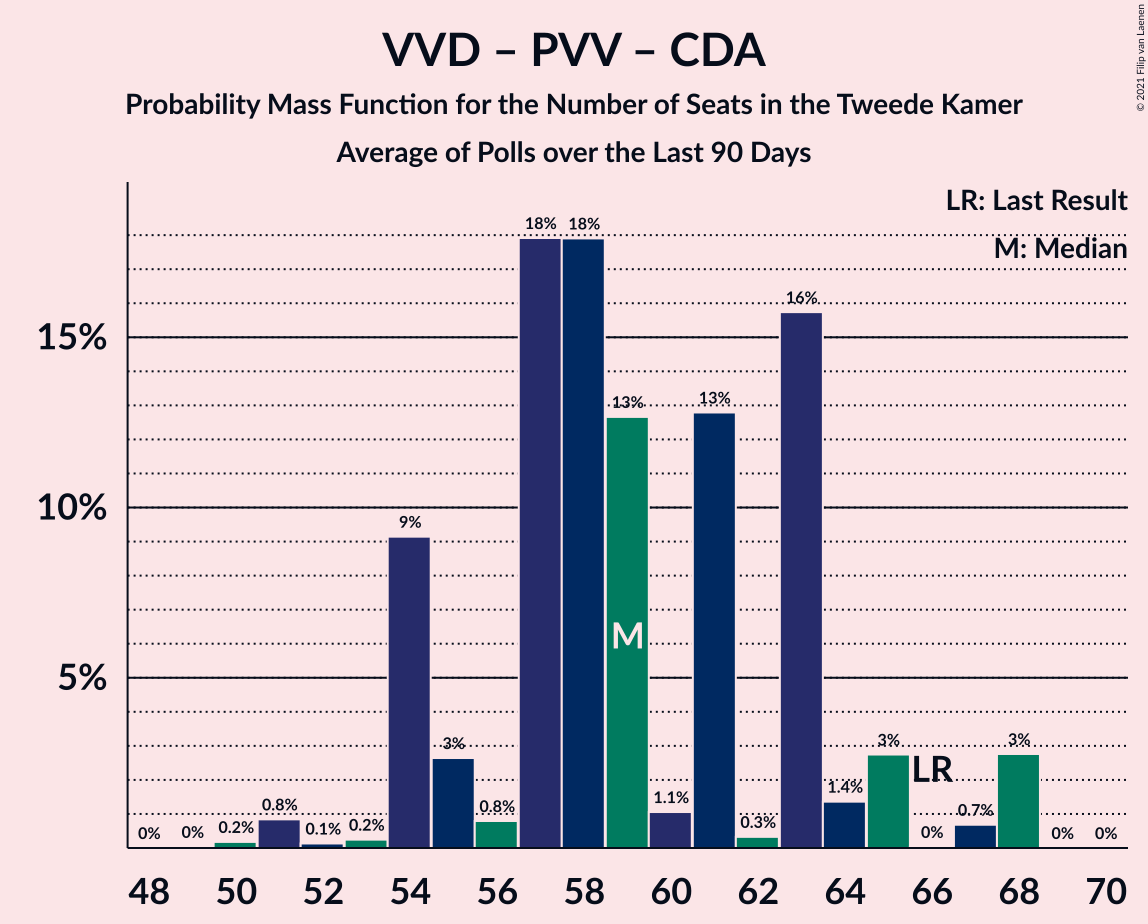 VVD – PVV – CDA
Probability Mass Function for the Number of Seats in the Tweede Kamer
Average of Polls over the Last 90 Days
© 2021 Filip van Laenen
LR: Last Result
M: Median
15%
10%
5%
0% 0% 0.2% 0.8% 0.1% 0.2% 9% 3% 0.8% 18% 18% 13% 1.1% 13% 0.3% 16% 1.4% 3% 0% 0.7% 3% 0% 0%
M
LR
48 50 52 54 56 58 60 62 64 66 68 70